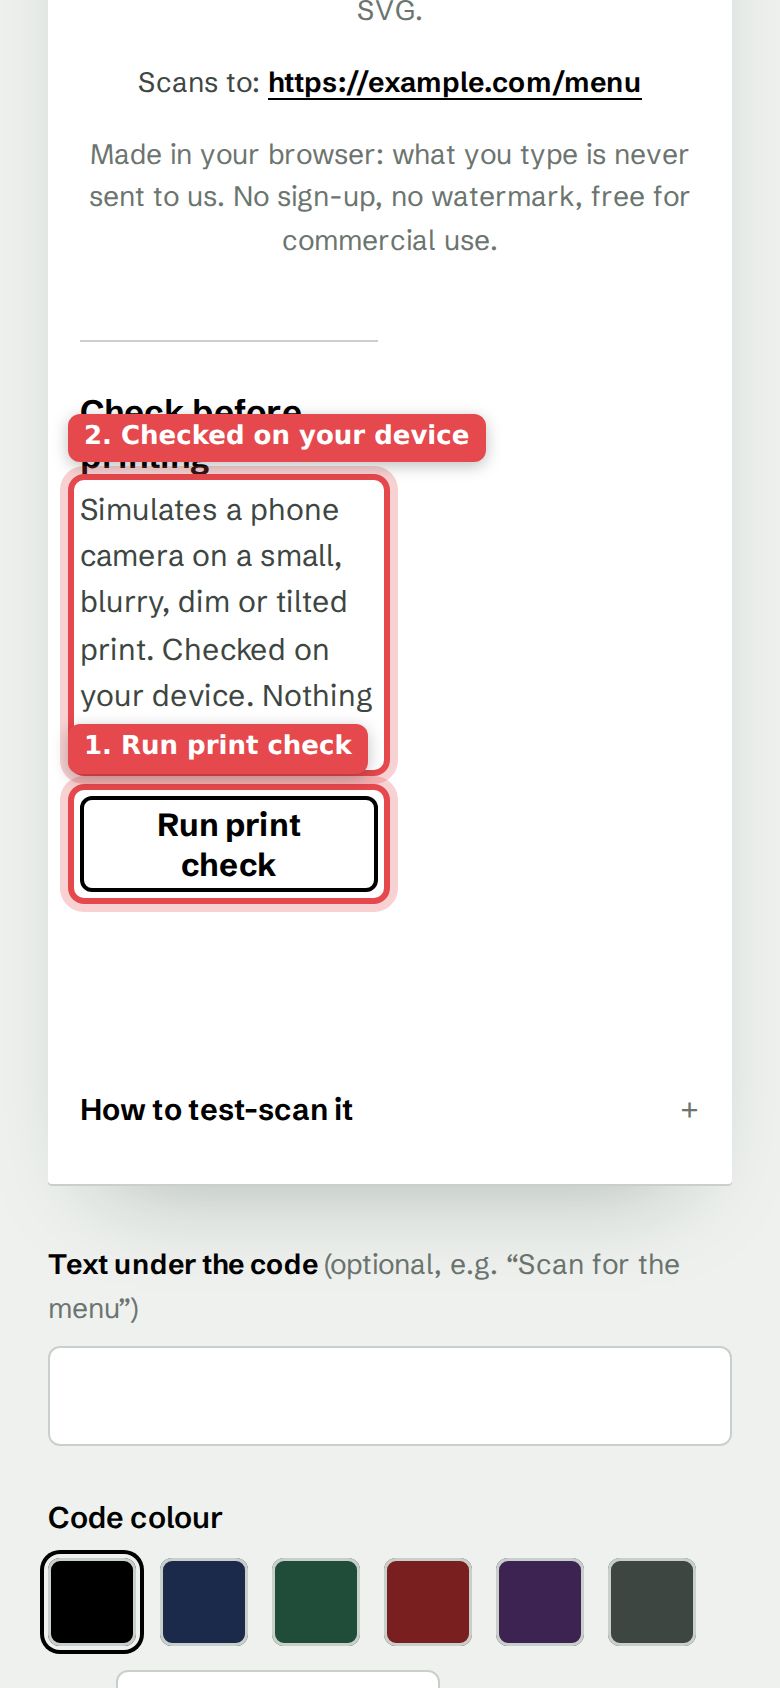 SVG.
Scans to: https://example.com/menu
Made in your browser: what you type is never
sent to us. No sign-up, no watermark, free for
commercial use.
Check before
2. Checked on your device
printing
Simulates a phone
camera on a small,
blurry, dim or tilted
print. Checked on
your device. Nothing
1. Run print check
Run print
check
How to test-scan it +
Text under the code (optional, e.g. “Scan for the
menu”)
Code colour